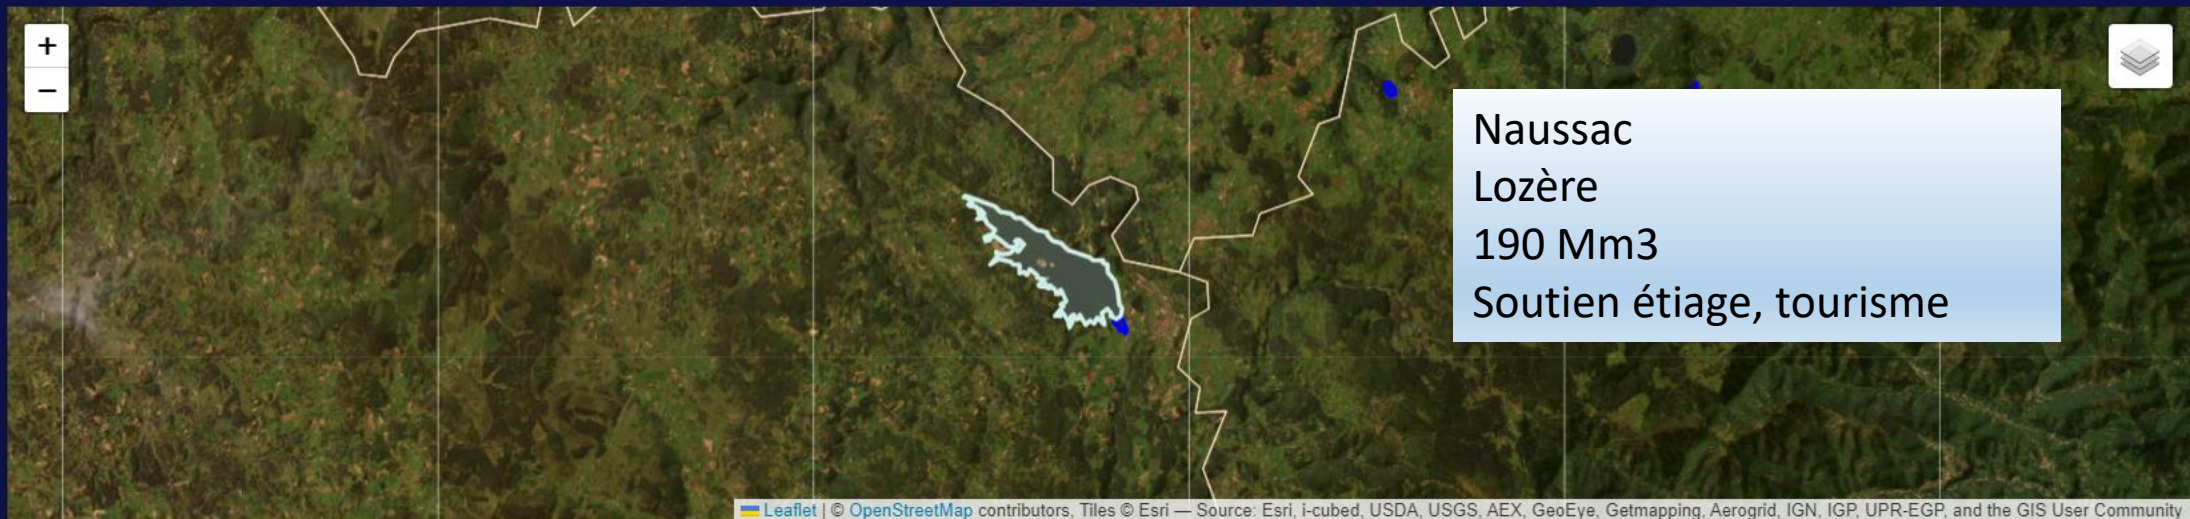 +
−
Naussac
Lozère
190 Mm3
Soutien étiage, tourisme
Leaflet | © OpenStreetMap contributors, Tiles © Esri — Source: Esri, i-cubed, USDA, USGS, AEX, GeoEye, Getmapping, Aerogrid, IGN, IGP, UPR-EGP, and the GIS User Community